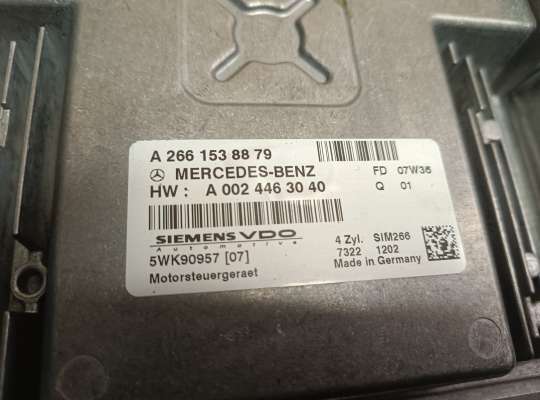 A 266 153 88 79
MERCEDES-BENZ
FD 07W36
HW : A 002 446 30 40
Q 01
SIEMENS VDO
Automotive
4 Zyl. SIM266
5WK90957 [07]
7322 1202
Motorsteuergeraet
Made in Germany